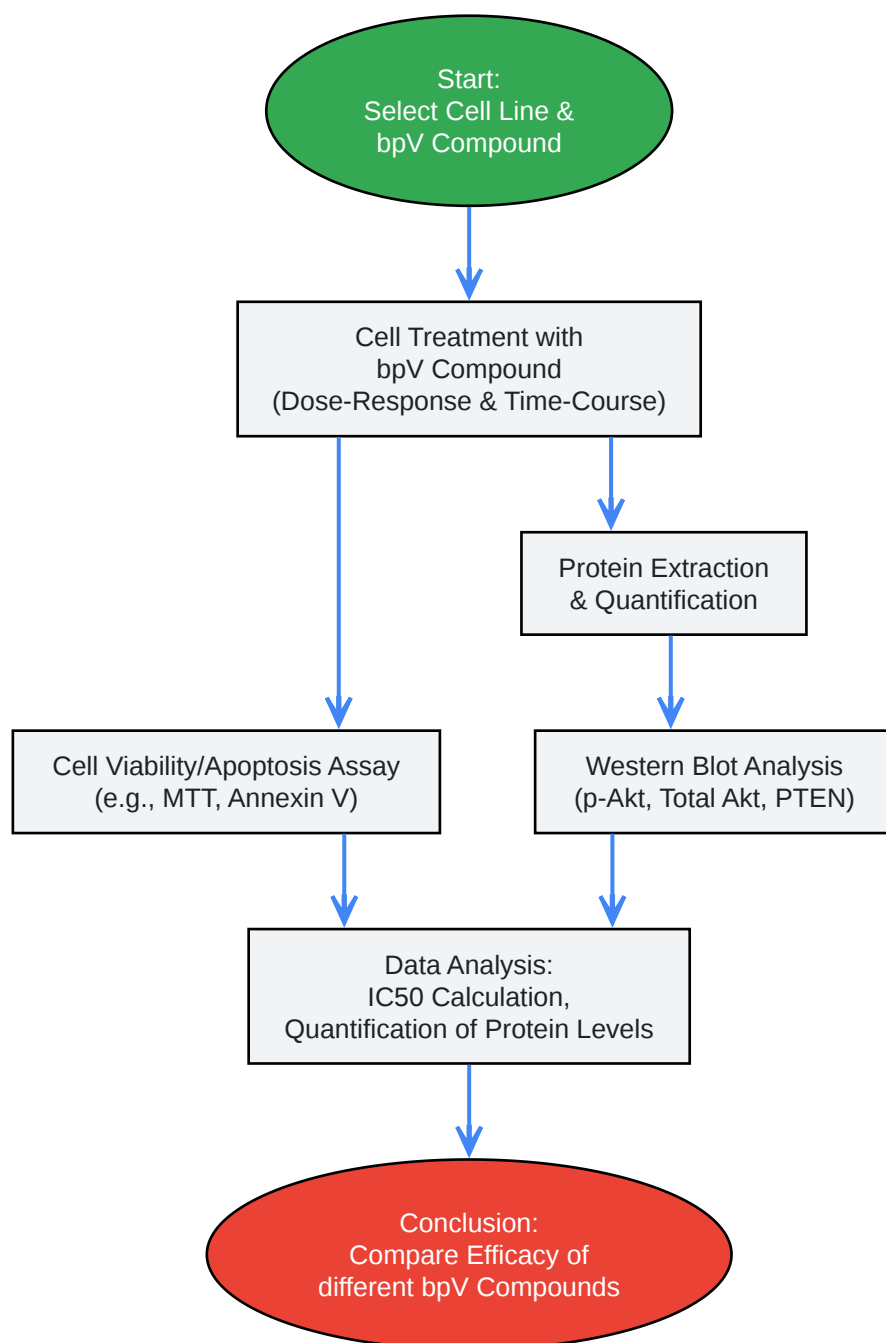 Start:
Select Cell Line &
bpV Compound
Cell Treatment with
bpV Compound
(Dose-Response & Time-Course)
Protein Extraction
& Quantification
Cell Viability/Apoptosis Assay
(e.g., MTT, Annexin V)
Western Blot Analysis
(p-Akt, Total Akt, PTEN)
Data Analysis:
IC50 Calculation,
Quantification of Protein Levels
Conclusion:
Compare Efficacy of
different bpV Compounds